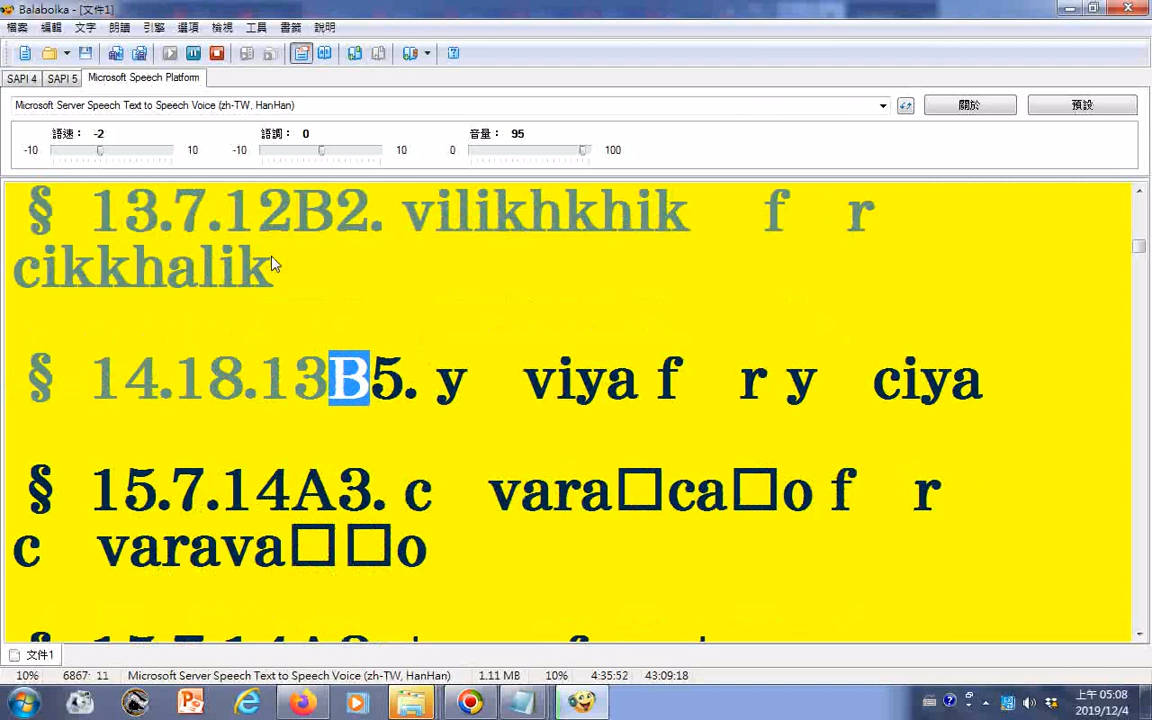 Balabolka - [文件1]
檔案 編輯 文字 朗讀 引擎 選項 檢視 工具 書籤 說明
SAPI 4 SAPI 5 Microsoft Speech Platform
Microsoft Server Speech Text to Speech Voice (zh-TW, HanHan) 關於 預設
語速： -2 語調： 0 音量： 95
-10 10 -10 10 0 100
§ 13.7.12B2. vilikhkhik f r
cikkhalik
§ 14.18.13B5. y viya f r y ciya
§ 15.7.14A3. c vara□ca□o f r
c varava□□o
文件1
10% 6867: 11 Microsoft Server Speech Text to Speech Voice (zh-TW, HanHan) 1.11 MB 10% 4:35:52 43:09:18
上午 05:08
2019/12/4